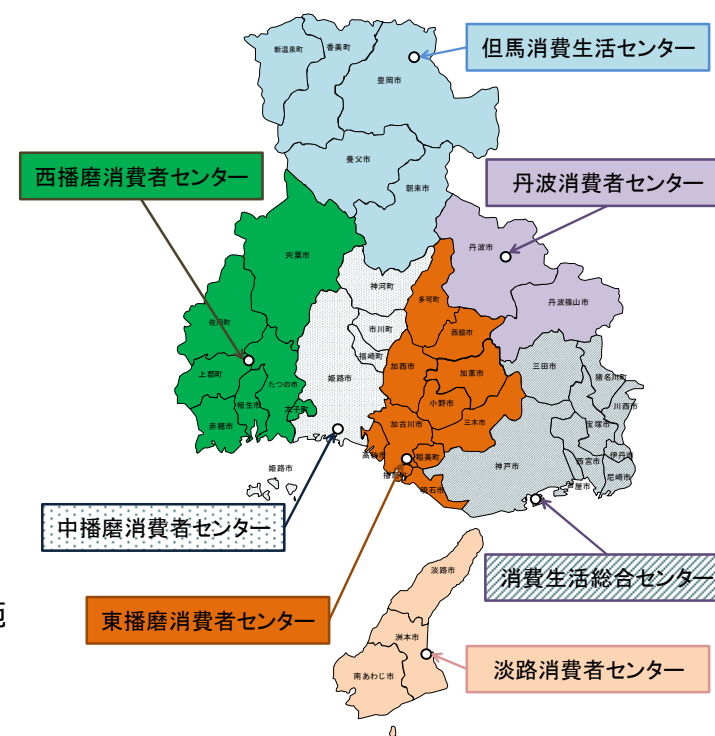 新温泉町
香美町
豊岡市
但馬消費生活センター
養父市
朝来市
西播磨消費者センター
丹波消費者センター
丹波市
宍粟市
神河町
多可町
丹波篠山市
市川町
西脇市
福崎町
三田市
猪名川町
上郡町
姫路市
加西市
加東市
たつの市
相生市
小野市
川西市
太子町
赤穂市
加古川市
三木市
宝塚市
稲美町
神戸市
西宮市
伊丹市
尼崎市
姫路市
明石市
中播磨消費者センター
消費生活総合センター
淡路市
東播磨消費者センター
洲本市
淡路消費者センター
南あわじ市